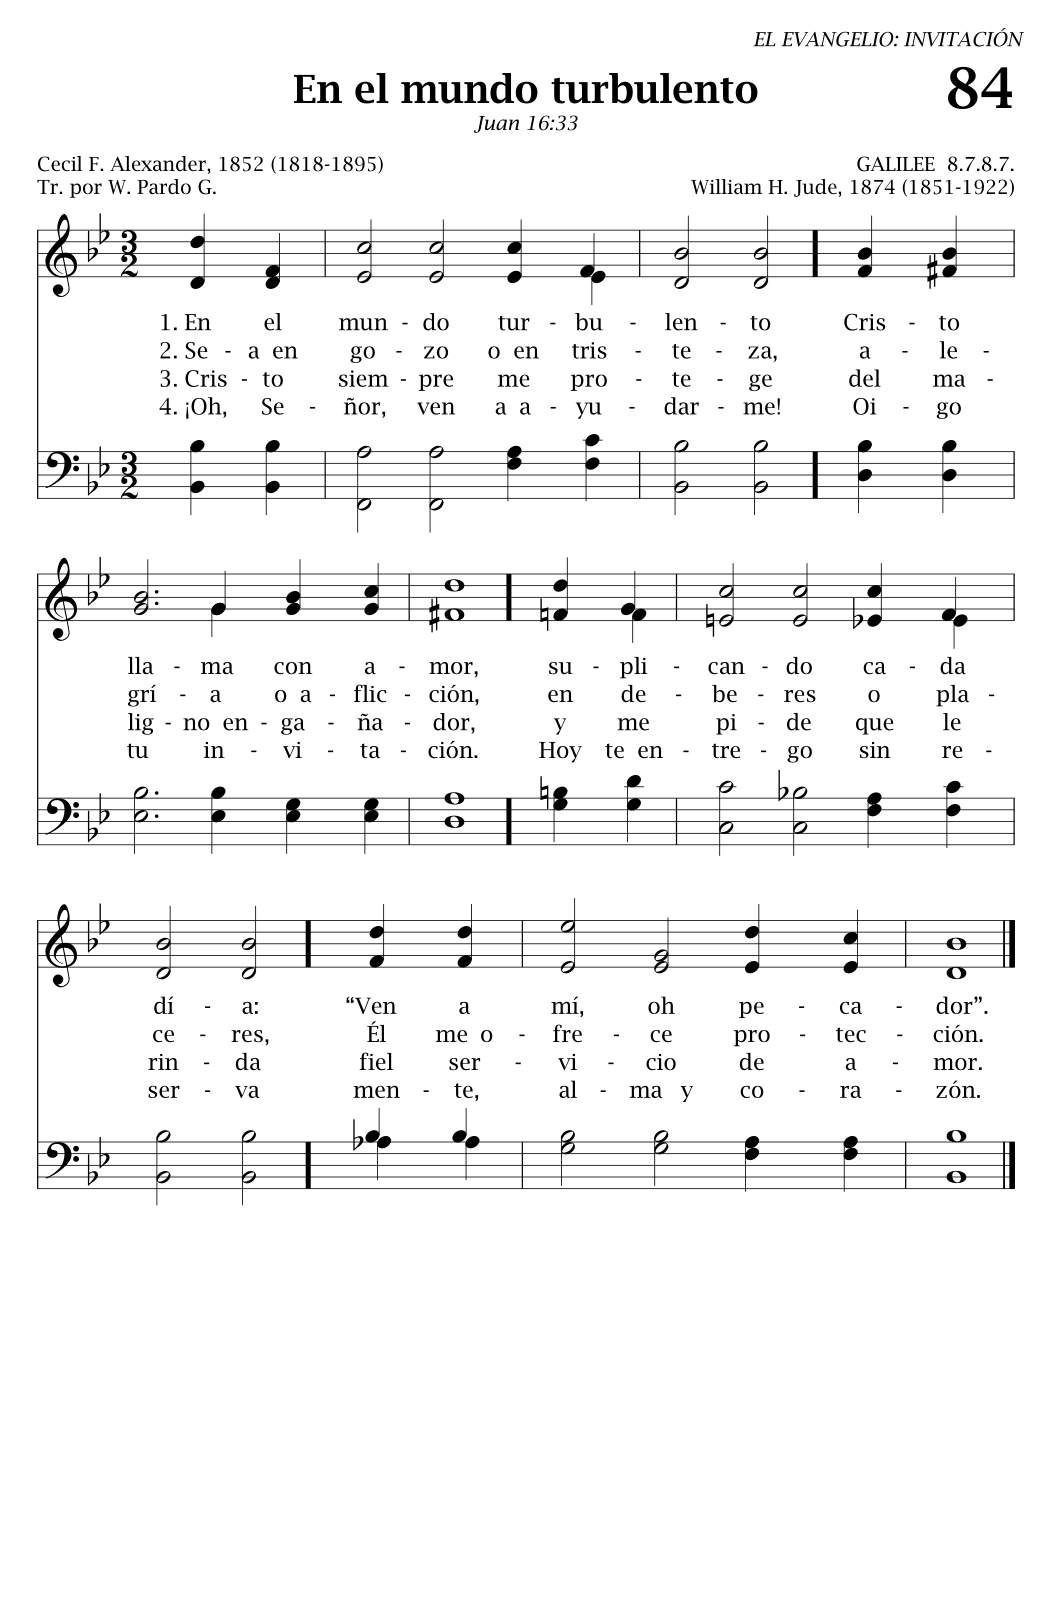 EL EVANGELIO: INVITACIÓN
En el mundo turbulento
84
Juan 16:33
Cecil F. Alexander, 1852 (1818-1895)
GALILEE 8.7.8.7.
Tr. por W. Pardo G.
William H. Jude, 1874 (1851-1922)
3
2
1. En el mun - do tur - bu - len - to Cris - to
2. Se - a en go - zo o en tris - te - za, a - le -
3. Cris - to siem - pre me pro - te - ge del ma -
4. ¡Oh, Se - ñor, ven a a - yu - dar - me! Oi - go
3
2
lla - ma con a - mor, su - pli - can - do ca - da
grí - a o a - flic - ción, en de - be - res o pla -
lig - no en - ga - ña - dor, y me pi - de que le
tu in - vi - ta - ción. Hoy te en - tre - go sin re -
dí - a: “Ven a mí, oh pe - ca - dor”.
ce - res, Él me o - fre - ce pro - tec - ción.
rin - da fiel ser - vi - cio de a - mor.
ser - va men - te, al - ma y co - ra - zón.